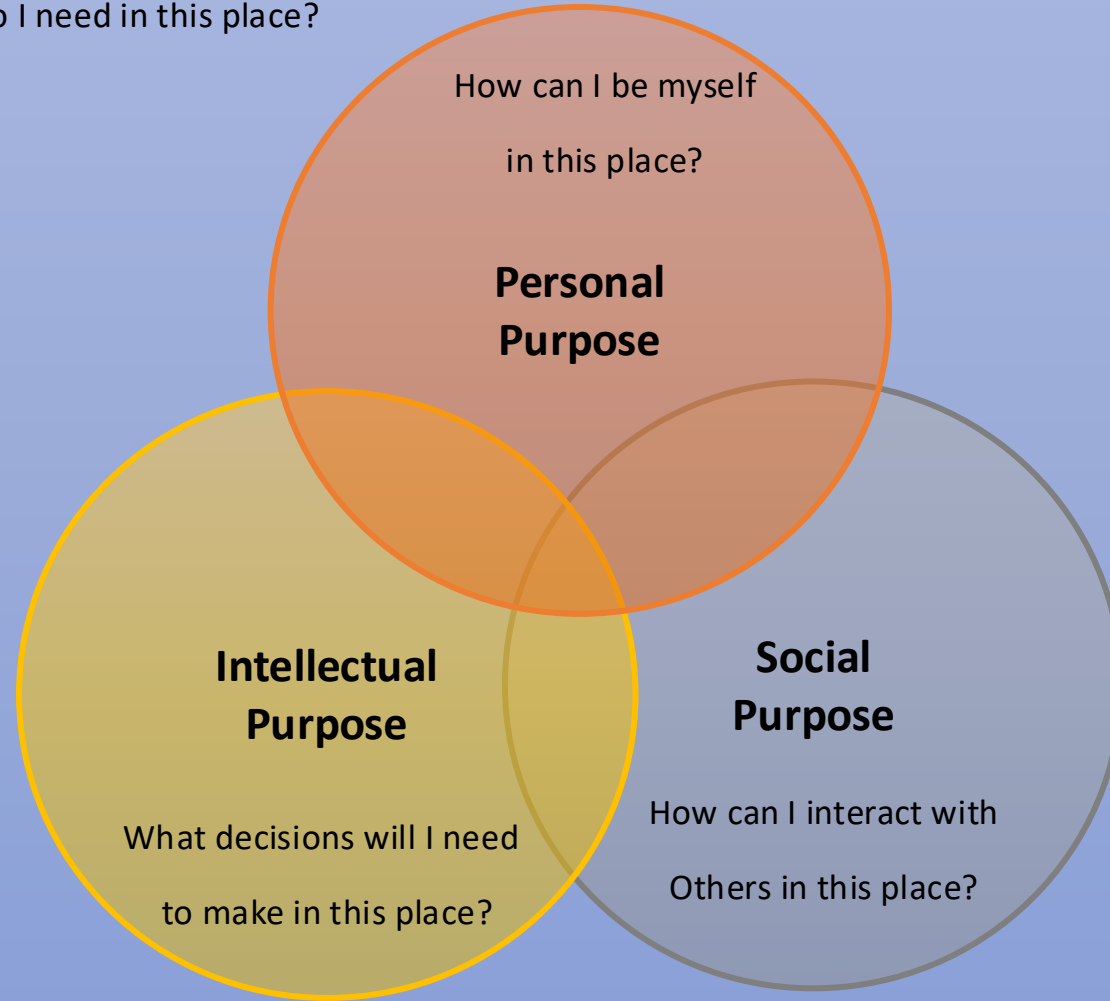 I need in this place?
How can I be myself
in this place?
Personal
Purpose
Intellectual
Purpose
What decisions will I need
to make in this place?
Social
Purpose
How can I interact with
Others in this place?